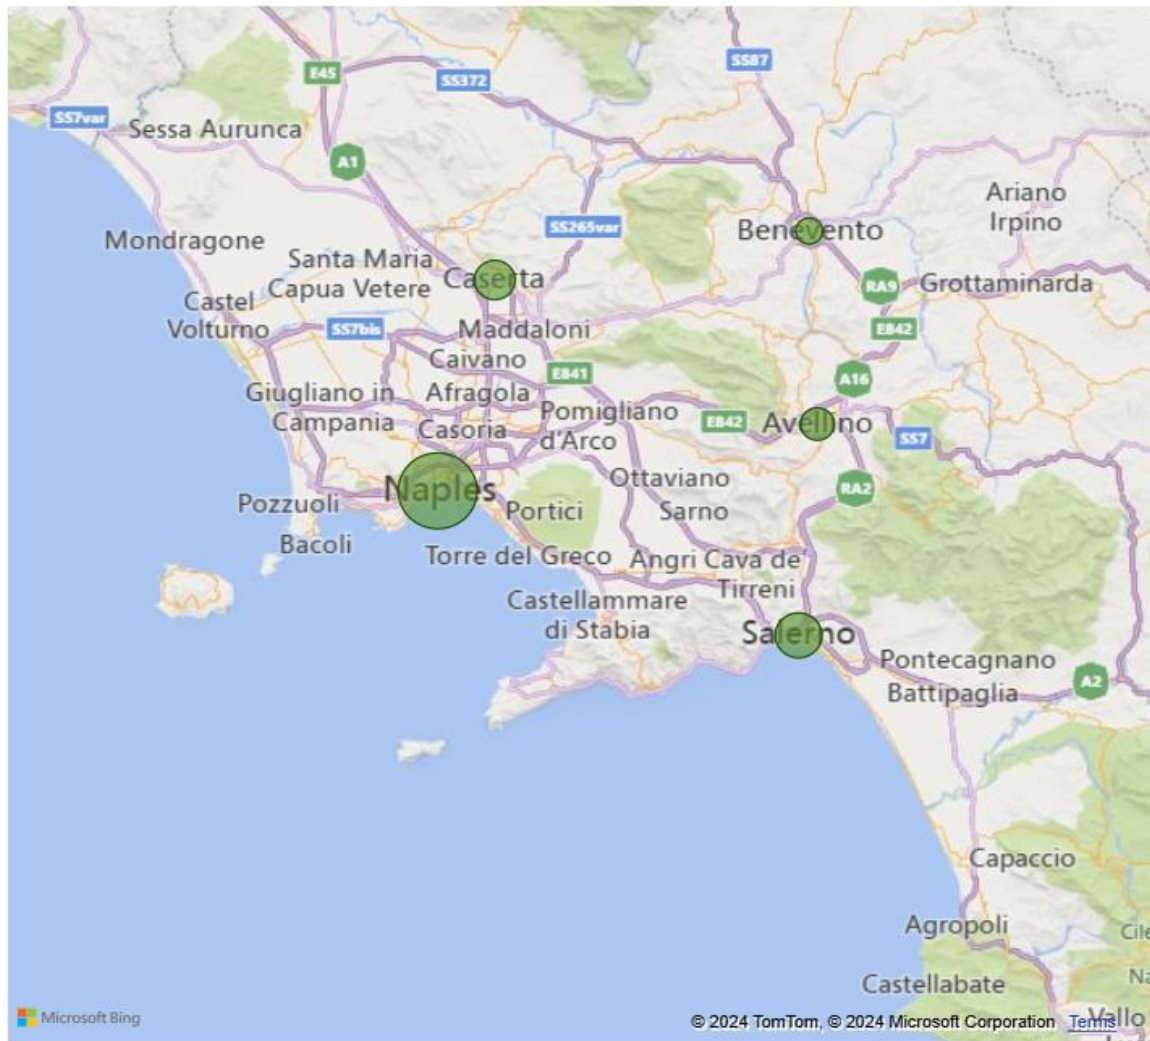 SS87
E45
SS372
SS7var
Sessa Aurunca
A1
Ariano
Irpino
SS265var
Benevento
Mondragone
Santa Maria
Capua Vetere
Caserta
RA9
Grottaminarda
Castel
Volturno
SS7bis
Maddaloni
E842
Caivano
E841
A16
Giugliano in
Campania
Afragola
Pomigliano
d'Arco
E842
Avellino
Casoria
SS7
Ottaviano
Naples
RA2
Pozzuoli
Portici
Sarno
Bacoli
Torre del Greco
Angri
Cava de
Tirreni
Castellammare
di Stabia
Salerno
Pontecagnano
A2
Battipaglia
Capaccio
Agropoli
Castellabate
Microsoft Bing
© 2024 TomTom, © 2024 Microsoft Corporation Terms
Vallo